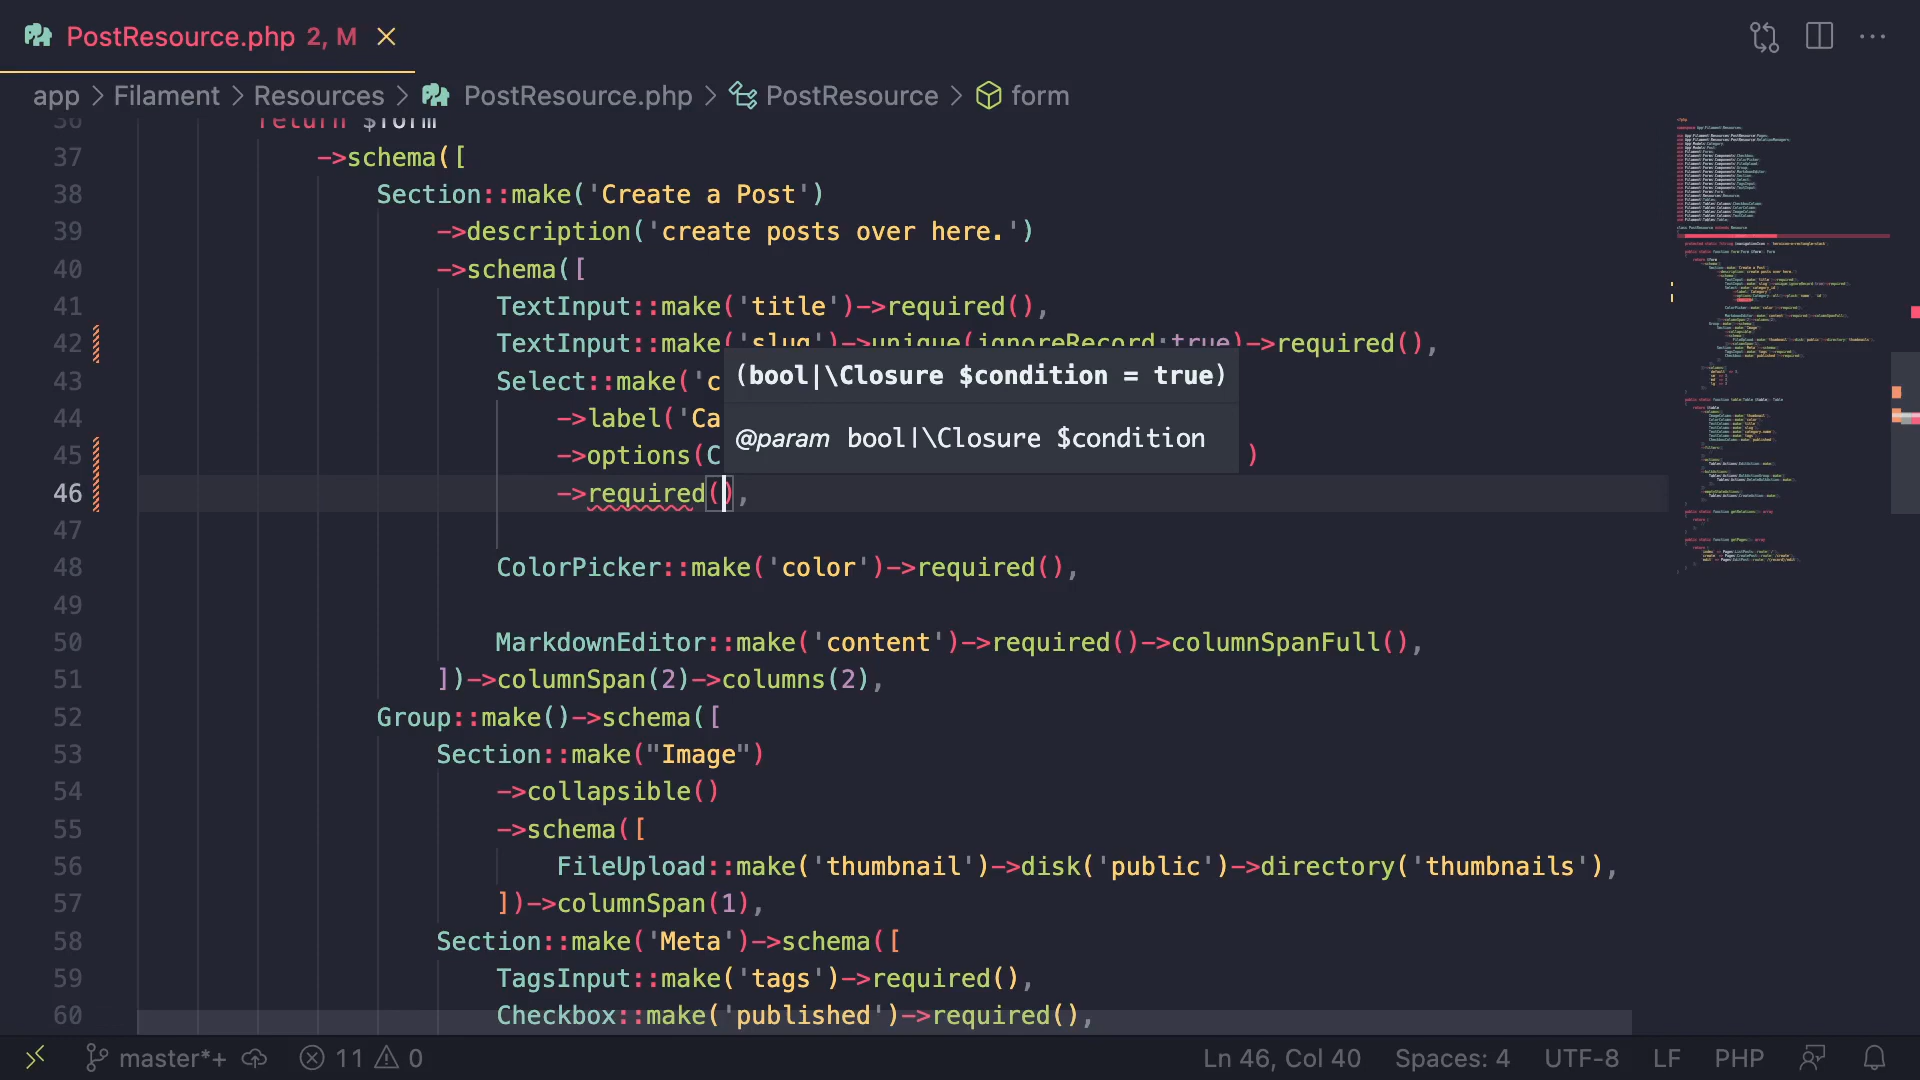 PostResource.php 2, M
app > Filament > Resources > PostResource.php > PostResource > form
36 return $form
37 ->schema([
38 Section::make('Create a Post')
39 ->description('create posts over here.')
40 ->schema([
41 TextInput::make('title')->required(),
42 TextInput::make('slug')->unique(ignoreRecord:true)->required(),
43 Select::make('c
(bool|\Closure $condition = true)
44 ->label('Ca
@param bool|\Closure $condition
45 ->options(C )
46 ->required(),
47
48 ColorPicker::make('color')->required(),
49
50 MarkdownEditor::make('content')->required()->columnSpanFull(),
51 ])->columnSpan(2)->columns(2),
52 Group::make()->schema([
53 Section::make("Image")
54 ->collapsible()
55 ->schema([
56 FileUpload::make('thumbnail')->disk('public')->directory('thumbnails'),
57 ])->columnSpan(1),
58 Section::make('Meta')->schema([
59 TagsInput::make('tags')->required(),
60 Checkbox::make('published')->required(),
master*+ 11 0 Ln 46, Col 40 Spaces: 4 UTF-8 LF PHP